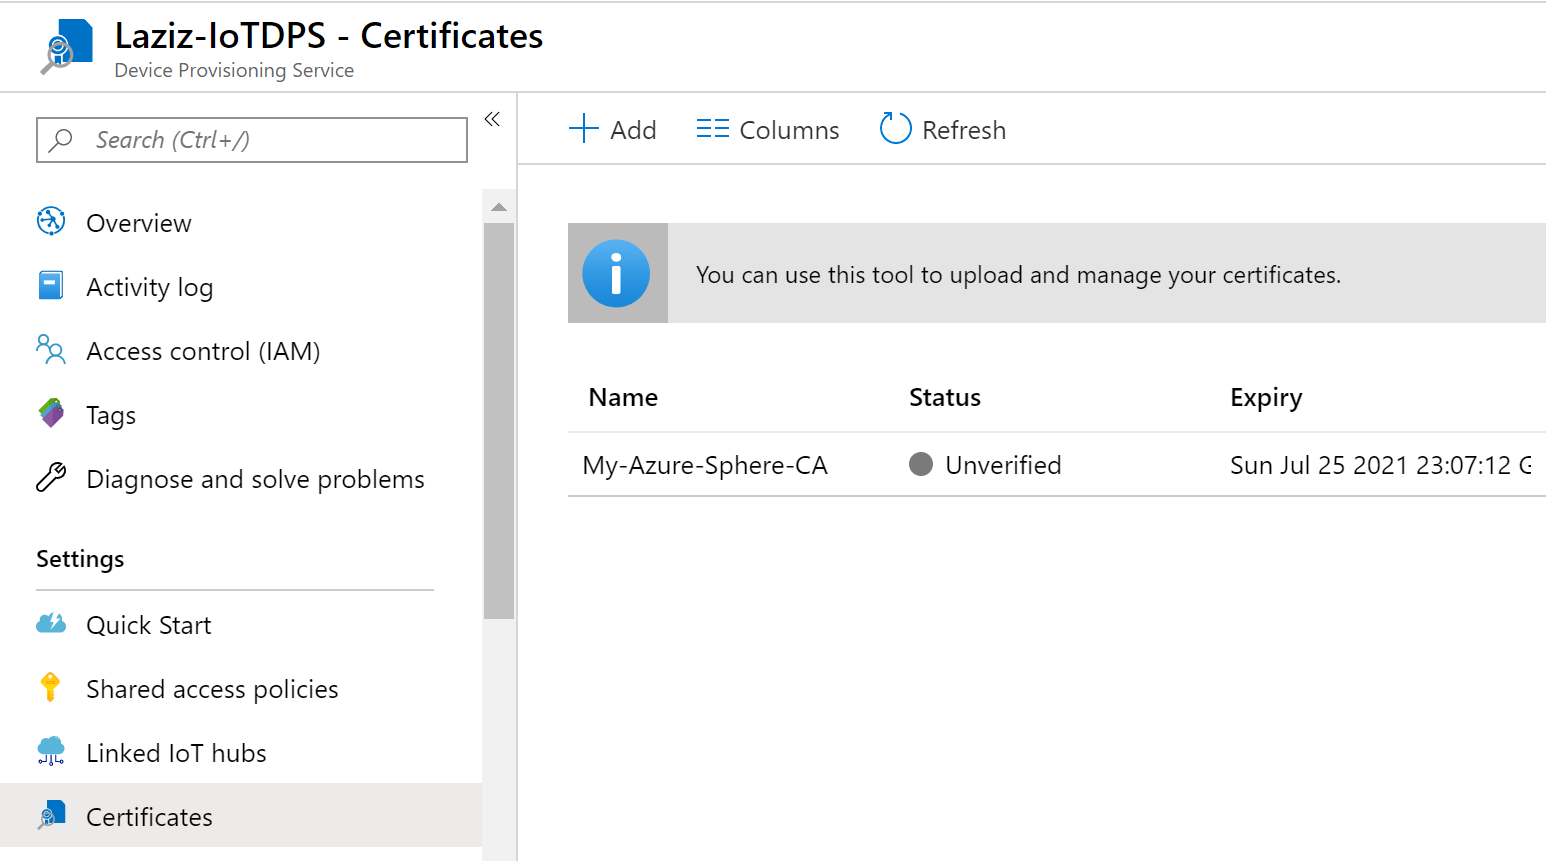 Laziz-IoTDPS - Certificates
Device Provisioning Service
Search (Ctrl+/)
«
Overview
Activity log
Access control (IAM)
Tags
Diagnose and solve problems
Settings
Quick Start
Shared access policies
Linked IoT hubs
Certificates
Add Columns Refresh
You can use this tool to upload and manage your certificates.
Name Status Expiry
My-Azure-Sphere-CA Unverified Sun Jul 25 2021 23:07:12 G